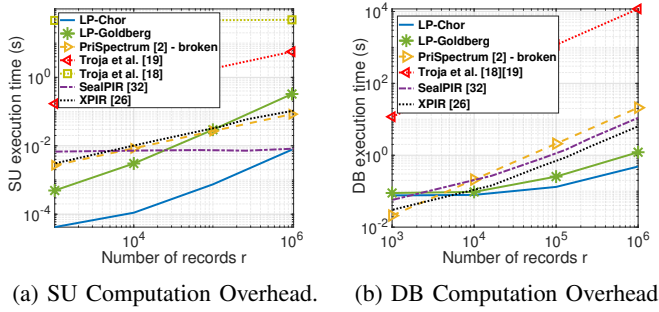 SU execution time (s)
10^0
10^-2
10^-4
LP-Chor
LP-Goldberg
PriSpectrum [2] - broken
Troja et al. [19]
Troja et al. [18]
SealPIR [32]
XPIR [26]
10^4
10^6
Number of records r
(a) SU Computation Overhead.
DB execution time (s)
10^4
10^2
10^0
10^-2
LP-Chor
LP-Goldberg
PriSpectrum [2] - broken
Troja et al. [18][19]
SealPIR [32]
XPIR [26]
10^3
10^4
10^5
10^6
Number of records r
(b) DB Computation Overhead